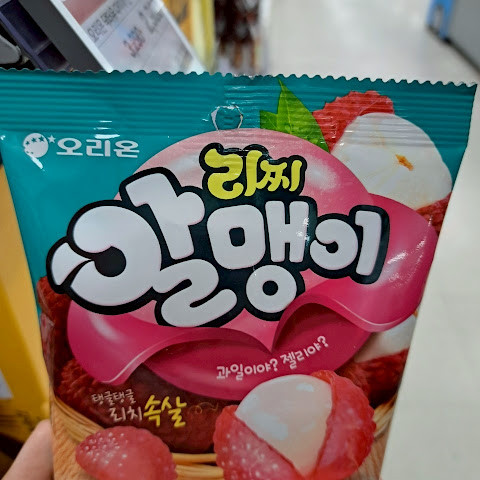 오리온
리찌
알맹이
과일이야? 젤리야?
탱글탱글
리치 속살